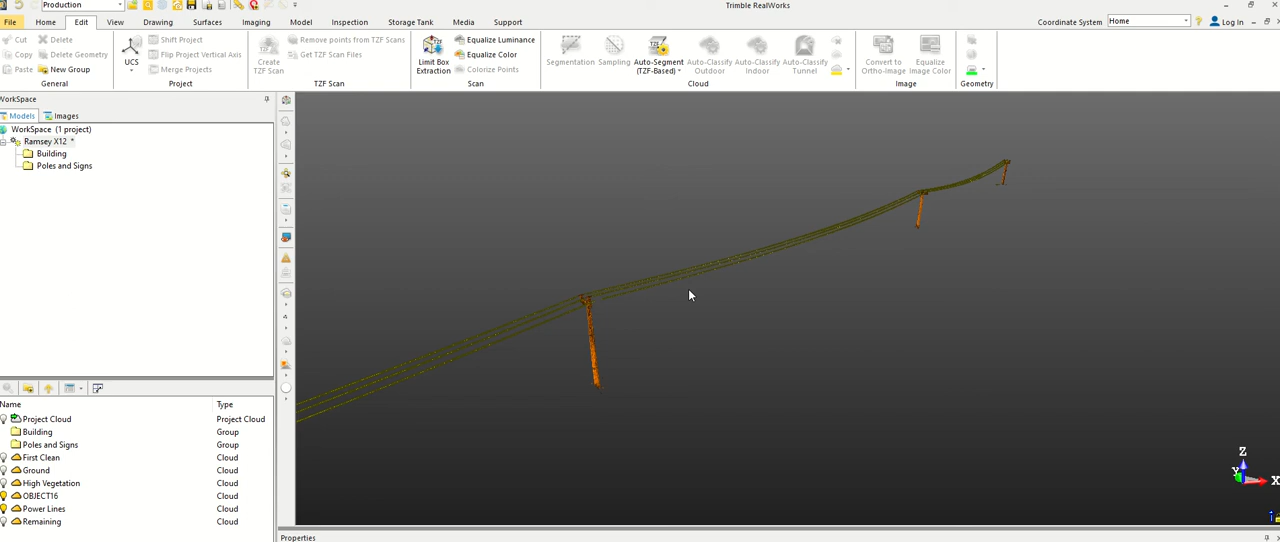 Production
Trimble RealWorks
File Home Edit View Drawing Surfaces Imaging Model Inspection Storage Tank Media Support
Coordinate System Home Log In
Cut Delete
Copy Delete Geometry
Paste New Group
General
UCS
Shift Project
Flip Project Vertical Axis
Merge Projects
Project
Create TZF Scan
Remove points from TZF Scans
Get TZF Scan Files
TZF Scan
Limit Box Extraction
Equalize Luminance
Equalize Color
Colorize Points
Scan
Segmentation
Sampling
Auto-Segment (TZF-Based)
Auto-Classify Outdoor
Auto-Classify Indoor
Auto-Classify Tunnel
Cloud
Convert to Ortho-Image
Equalize Image Color
Image
Geometry
WorkSpace
Models Images
WorkSpace (1 project)
Ramsey X12 *
Building
Poles and Signs
Name Type
Project Cloud Project Cloud
Building Group
Poles and Signs Group
First Clean Cloud
Ground Cloud
High Vegetation Cloud
OBJECT16 Cloud
Power Lines Cloud
Remaining Cloud
Z
Y
X
Properties